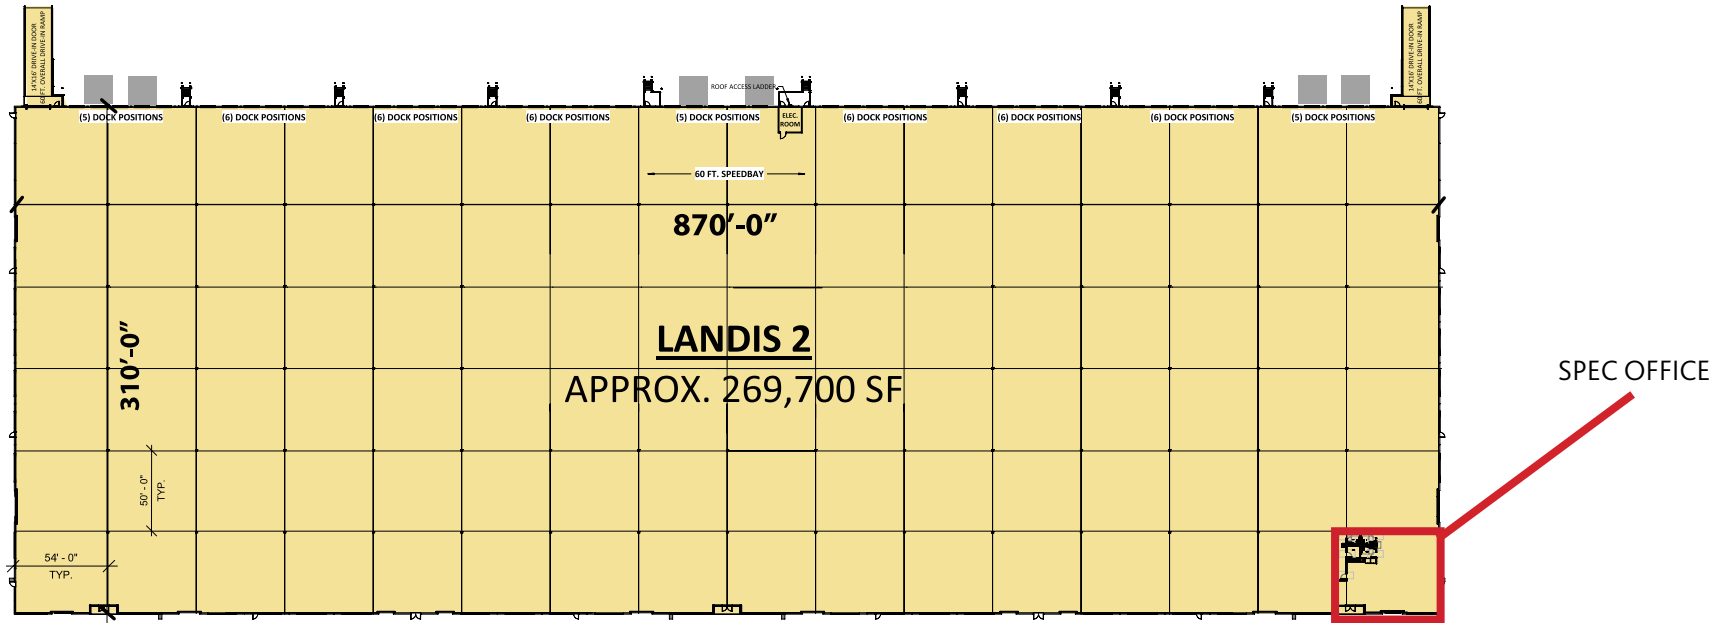 14'X16' DRIVE-IN DOOR
60 FT. OVERALL DRIVE-IN RAMP
14'X16' DRIVE-IN DOOR
60 FT. OVERALL DRIVE-IN RAMP
ROOF ACCESS LADDER
(5) DOCK POSITIONS
(6) DOCK POSITIONS
(6) DOCK POSITIONS
(6) DOCK POSITIONS
(5) DOCK POSITIONS
ELEC.
ROOM
(6) DOCK POSITIONS
(6) DOCK POSITIONS
(6) DOCK POSITIONS
(5) DOCK POSITIONS
60 FT. SPEEDBAY
870’-0”
310’-0”
LANDIS 2
APPROX. 269,700 SF
SPEC OFFICE
50' - 0"
TYP.
54' - 0"
TYP.